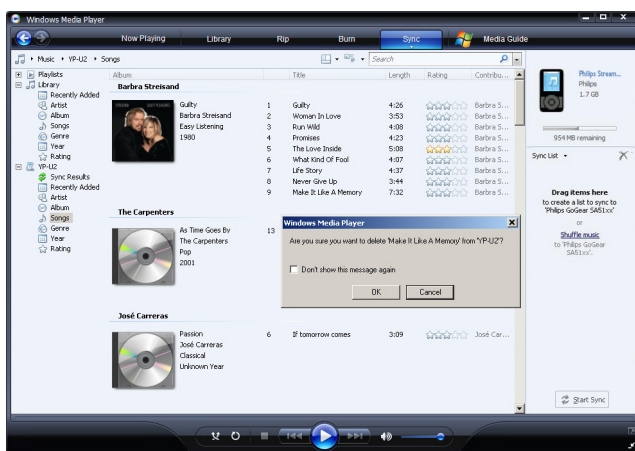 Windows Media Player
Now Playing Library Rip Burn Sync Media Guide
Music YP-U2 Songs Search
Album Title Length Rating Contribu...
Playlists
Library
Recently Added
Artist
Album
Songs
Genre
Year
Rating
YP-U2
Sync Results
Recently Added
Artist
Album
Songs
Genre
Year
Rating
Barbra Streisand
Guilty
Barbra Streisand
Easy Listening
1980
1 Guilty 4:26 Barbra S...
2 Woman In Love 3:53 Barbra S...
3 Run Wild 4:08 Barbra S...
4 Promises 4:23 Barbra S...
5 The Love Inside 5:08 Barbra S...
6 What Kind Of Fool 4:07 Barbra S...
7 Life Story 4:37 Barbra S...
8 Never Give Up 3:44 Barbra S...
9 Make It Like A Memory 7:32 Barbra S...
The Carpenters
As Time Goes By
The Carpenters
Pop
2001
13
Windows Media Player
Are you sure you want to delete 'Make It Like A Memory' from 'YP-U2'?
Don't show this message again
OK Cancel
José Carreras
Passion
José Carreras
Classical
Unknown Year
6 If tomorrow comes 3:09 José Car...
Philips Stream...
Philips
1.7 GB
954 MB remaining
Sync List
Drag items here
to create a list to sync to
'Philips GoGear SA51xx'
or
Shuffle music
to 'Philips GoGear
SA51xx'.
Start Sync